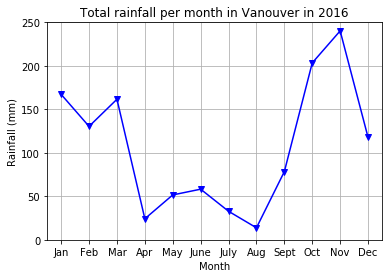 Total rainfall per month in Vanouver in 2016
Rainfall (mm)
250
200
150
100
50
0
Jan Feb Mar Apr May June July Aug Sept Oct Nov Dec
Month